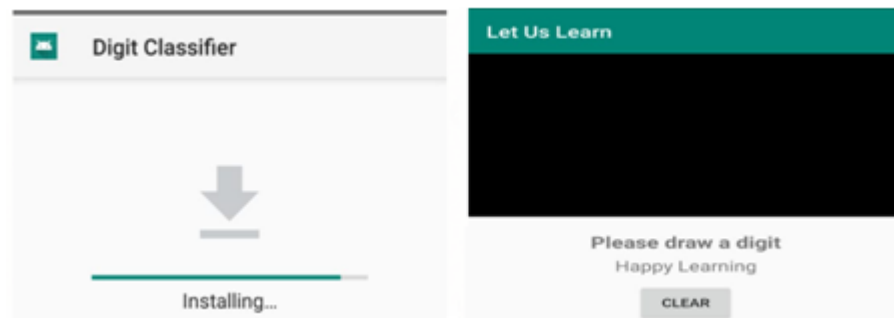 Digit Classifier
Installing...
Let Us Learn
Please draw a digit
Happy Learning
CLEAR